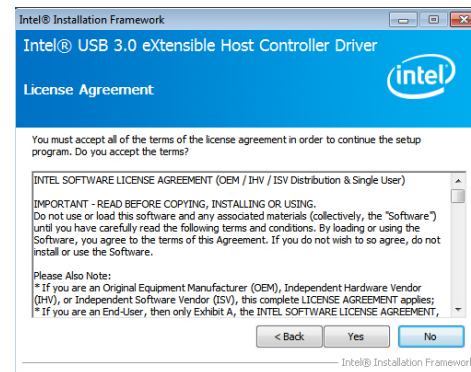 Intel® Installation Framework
Intel® USB 3.0 eXtensible Host Controller Driver
License Agreement
intel
You must accept all of the terms of the license agreement in order to continue the setup
program. Do you accept the terms?
INTEL SOFTWARE LICENSE AGREEMENT (OEM / IHV / ISV Distribution & Single User)
IMPORTANT - READ BEFORE COPYING, INSTALLING OR USING.
Do not use or load this software and any associated materials (collectively, the "Software")
until you have carefully read the following terms and conditions. By loading or using the
Software, you agree to the terms of this Agreement. If you do not wish to so agree, do not
install or use the Software.
Please Also Note:
* If you are an Original Equipment Manufacturer (OEM), Independent Hardware Vendor
(IHV), or Independent Software Vendor (ISV), this complete LICENSE AGREEMENT applies;
* If you are an End-User, then only Exhibit A, the INTEL SOFTWARE LICENSE AGREEMENT,
< Back Yes No
Intel® Installation Framework